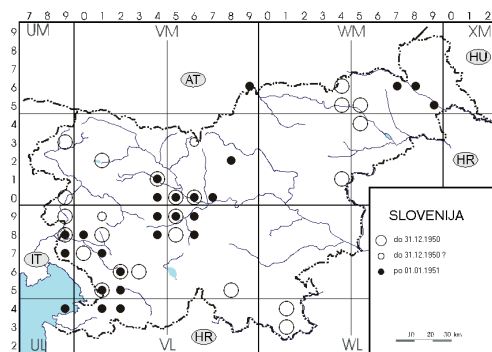 7 8 9 0 1 2 3 4 5 6 7 8 9 0 1 2 3 4 5 6 7 8 9 0 1 2
9 UM VM WM XM
8
7 AT HU
6
5
4
3
2 HR
1
0
9 SLOVENIJA
8 do 31.12.1950
7 IT do 31.12.1950 ?
6 po 01.01.1951
5
4
3 HR 10 20 30 km
2 UL VL WL